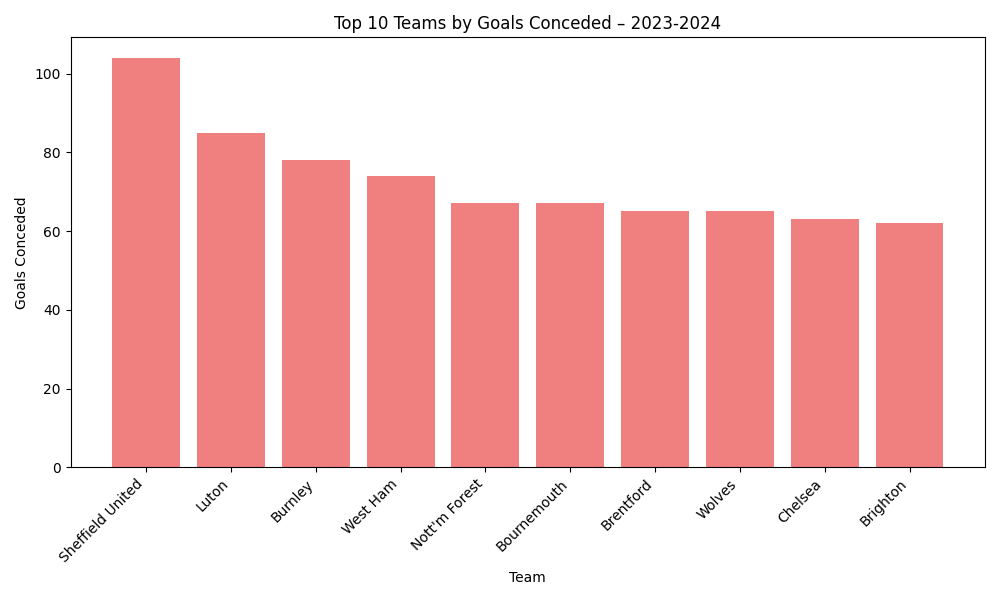 Top 10 Teams by Goals Conceded – 2023-2024
Goals Conceded
100
80
60
40
20
0
Sheffield United
Luton
Burnley
West Ham
Nott'm Forest
Bournemouth
Brentford
Wolves
Chelsea
Brighton
Team